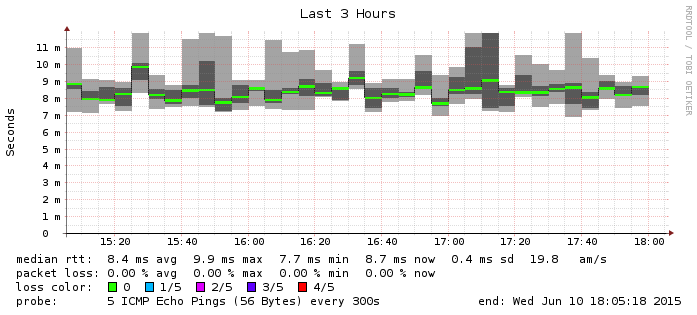 Last 3 Hours
RRDTOOL / TOBI OETIKER
Seconds
11 m
10 m
9 m
8 m
7 m
6 m
5 m
4 m
3 m
2 m
1 m
0
15:20 15:40 16:00 16:20 16:40 17:00 17:20 17:40 18:00
median rtt: 8.4 ms avg 9.9 ms max 7.7 ms min 8.7 ms now 0.4 ms sd 19.8 am/s
packet loss: 0.00 % avg 0.00 % max 0.00 % min 0.00 % now
loss color: 0 1/5 2/5 3/5 4/5
probe: 5 ICMP Echo Pings (56 Bytes) every 300s end: Wed Jun 10 18:05:18 2015